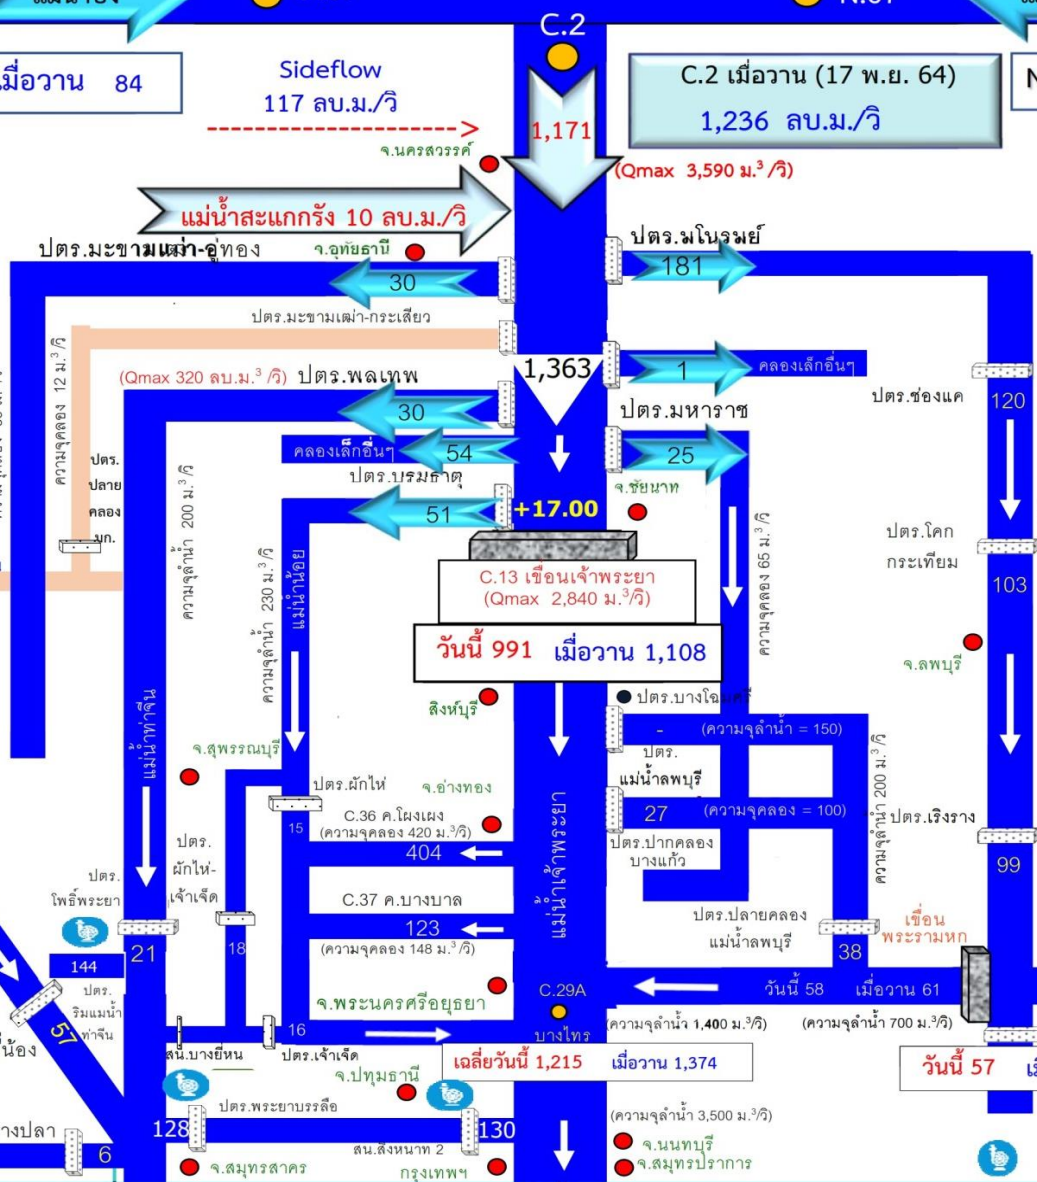 C.2
เมื่อวาน 84
Sideflow
117 ลบ.ม./วิ
จ.นครสวรรค์
1,171
C.2 เมื่อวาน (17 พ.ย. 64)
1,236 ลบ.ม./วิ
(Qmax 3,590 ม.³/วิ)
แม่น้ำสะแกกรัง 10 ลบ.ม./วิ
ปตร.มะขามเฒ่า-อู่ทอง
จ.อุทัยธานี
30
ปตร.มโนรมย์
181
ปตร.มะขามเฒ่า-กระเสียว
ความจุคลอง 12 ม.³/วิ
1,363
1
คลองเล็กอื่นๆ
(Qmax 320 ลบ.ม.³ /วิ) ปตร.พลเทพ
30
ปตร.มหาราช
25
ปตร.ช่องแค
120
คลองเล็กอื่นๆ
54
ปตร.บรมธาตุ
51
+17.00
จ.ชัยนาท
ปตร.
ปลาย
คลอง
มก.
ความจุลำน้ำ 200 ม.³/วิ
ความจุลำน้ำ 230 ม.³/วิ
แม่น้ำน้อย
C.13 เขื่อนเจ้าพระยา
(Qmax 2,840 ม.³/วิ)
วันนี้ 991 เมื่อวาน 1,108
ความจุคลอง 65 ม.³/วิ
ปตร.โคก
กระเทียม
103
จ.ลพบุรี
สิงห์บุรี
ปตร.บางโฉมศรี
-
(ความจุลำน้ำ = 150)
แม่น้ำท่าจีน
จ.สุพรรณบุรี
ปตร.
แม่น้ำลพบุรี
27
(ความจุคลอง = 100)
ความจุลำน้ำ 200 ม.³/วิ
ปตร.เริงราง
99
ปตร.ผักไห่
15
จ.อ่างทอง
C.36 ค.โผงเผง
(ความจุคลอง 420 ม.³/วิ)
404
แม่น้ำเจ้าพระยา
ปตร.ปากคลอง
บางแก้ว
ปตร.
ผักไห่-
เจ้าเจ็ด
18
ปตร.
โพธิ์พระยา
C.37 ค.บางบาล
123
(ความจุคลอง 148 ม.³/วิ)
ปตร.ปลายคลอง
แม่น้ำลพบุรี
38
เขื่อน
พระรามหก
144
21
ปตร.
ริมแม่น้ำ
ท่าจีน
57
จ.พระนครศรีอยุธยา
C.29A
บางไทร
วันนี้ 58 เมื่อวาน 61
16
(ความจุลำน้ำ 1,400 ม.³/วิ)
(ความจุลำน้ำ 700 ม.³/วิ)
สน.บางยี่หน
ปตร.เจ้าเจ็ด
เฉลี่ยวันนี้ 1,215 เมื่อวาน 1,374
วันนี้ 57
จ.ปทุมธานี
ปตร.พระยาบรรลือ
128
130
(ความจุลำน้ำ 3,500 ม.³/วิ)
6
สน.สิงหนาท 2
จ.นนทบุรี
จ.สมุทรสาคร
กรุงเทพฯ
จ.สมุทรปราการ